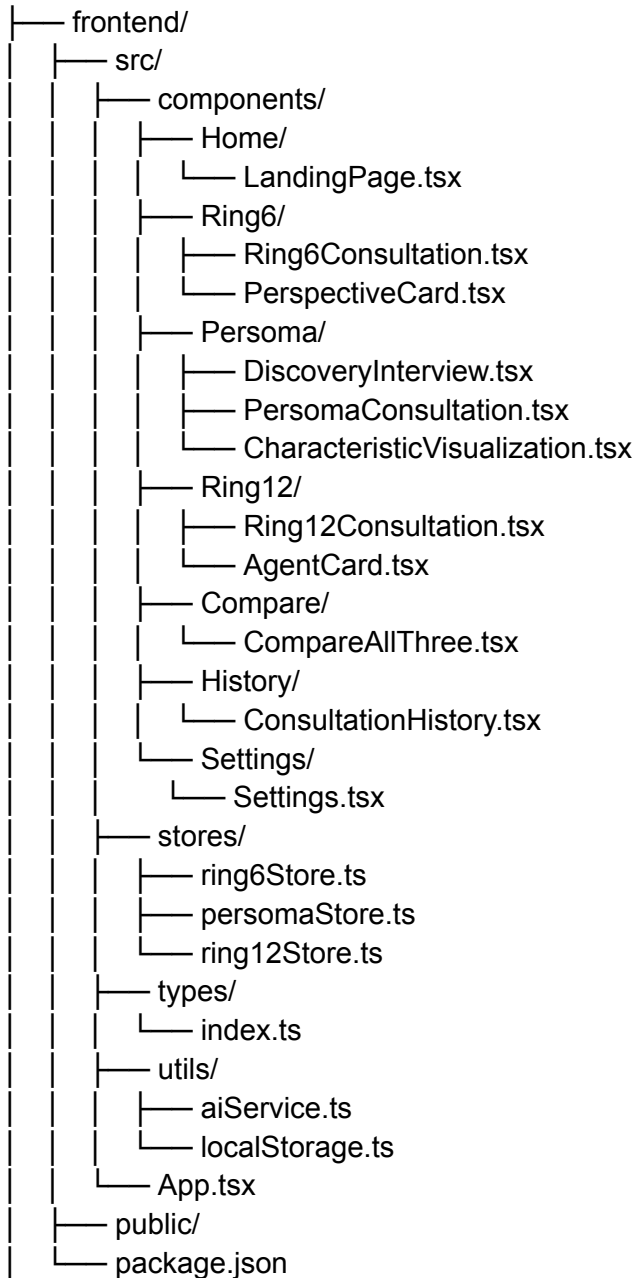 ├── frontend/
│   ├── src/
│   │   ├── components/
│   │   │   ├── Home/
│   │   │   │   └── LandingPage.tsx
│   │   │   ├── Ring6/
│   │   │   │   ├── Ring6Consultation.tsx
│   │   │   │   └── PerspectiveCard.tsx
│   │   │   ├── Persoma/
│   │   │   │   ├── DiscoveryInterview.tsx
│   │   │   │   ├── PersomaConsultation.tsx
│   │   │   │   └── CharacteristicVisualization.tsx
│   │   │   ├── Ring12/
│   │   │   │   ├── Ring12Consultation.tsx
│   │   │   │   └── AgentCard.tsx
│   │   │   ├── Compare/
│   │   │   │   └── CompareAllThree.tsx
│   │   │   ├── History/
│   │   │   │   └── ConsultationHistory.tsx
│   │   │   └── Settings/
│   │   │       └── Settings.tsx
│   │   ├── stores/
│   │   │   ├── ring6Store.ts
│   │   │   ├── persomaStore.ts
│   │   │   └── ring12Store.ts
│   │   ├── types/
│   │   │   └── index.ts
│   │   ├── utils/
│   │   │   ├── aiService.ts
│   │   │   └── localStorage.ts
│   │   └── App.tsx
│   ├── public/
│   └── package.json